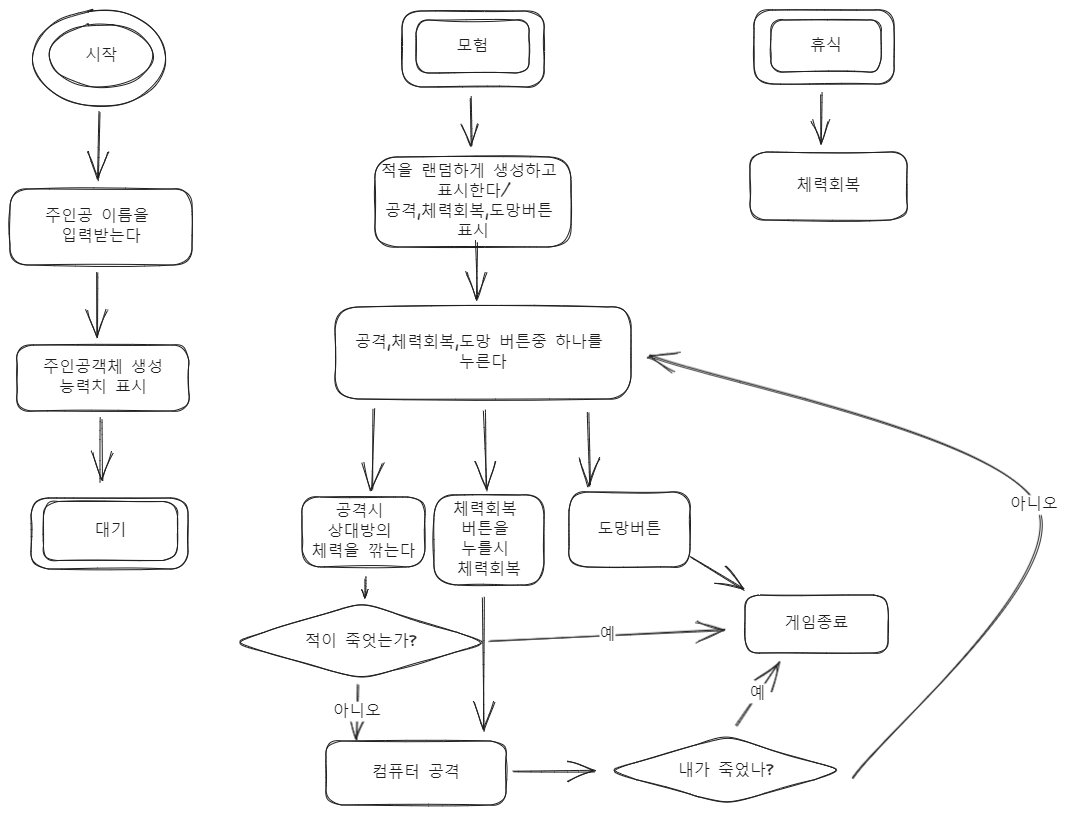 시작
주인공 이름을
입력받는다
주인공객체 생성
능력치 표시
대기
모험
적을 랜덤하게 생성하고
표시한다/
공격,체력회복,도망버튼
표시
공격,체력회복,도망 버튼중 하나를
누른다
공격시
상대방의
체력을 깎는다
체력회복
버튼을
누를시
체력회복
도망버튼
적이 죽엇는가?
예
아니오
컴퓨터 공격
내가 죽었나?
예
게임종료
아니오
휴식
체력회복